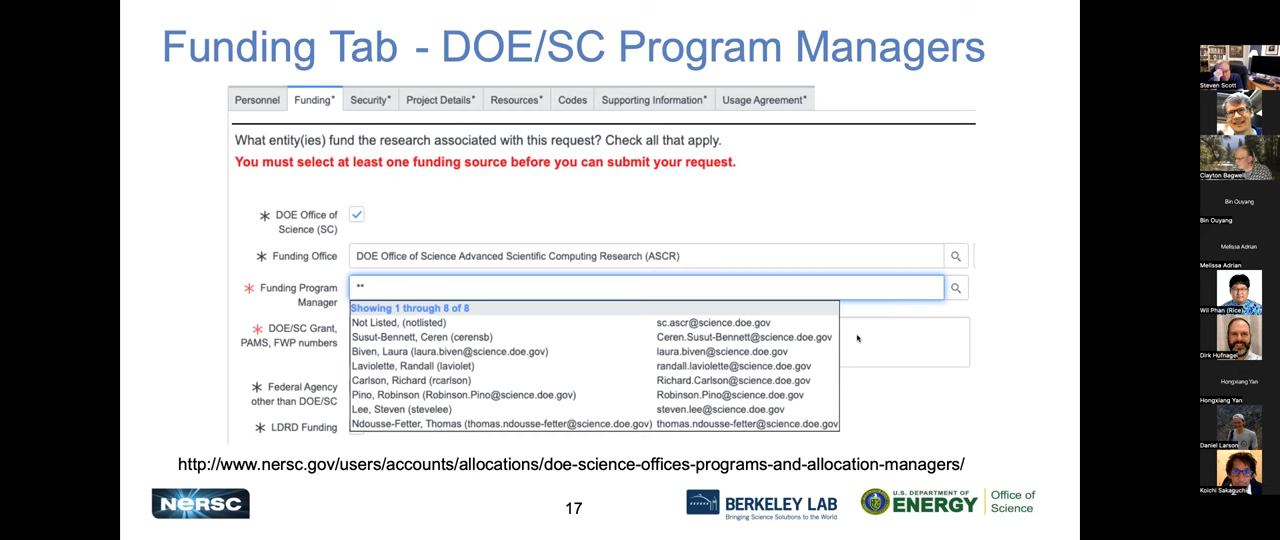 Funding Tab - DOE/SC Program Managers
Personnel Funding* Security* Project Details* Resources* Codes Supporting Information* Usage Agreement*
What entity(ies) fund the research associated with this request? Check all that apply.
You must select at least one funding source before you can submit your request.
DOE Office of
Science (SC)
Funding Office DOE Office of Science Advanced Scientific Computing Research (ASCR)
Funding Program
Manager
**
Showing 1 through 8 of 8
Not Listed, (notlisted) sc.ascr@science.doe.gov
Susut-Bennett, Ceren (cerensb) Ceren.Susut-Bennett@science.doe.gov
Biven, Laura (laura.biven@science.doe.gov) laura.biven@science.doe.gov
Laviolette, Randall (laviolet) randall.laviolette@science.doe.gov
Carlson, Richard (rcarlson) Richard.Carlson@science.doe.gov
Pino, Robinson (Robinson.Pino@science.doe.gov) Robinson.Pino@science.doe.gov
Lee, Steven (stevelee) steven.lee@science.doe.gov
Ndousse-Fetter, Thomas (thomas.ndousse-fetter@science.doe.gov) thomas.ndousse-fetter@science.doe.gov
DOE/SC Grant,
PAMS, FWP numbers
Federal Agency
other than DOE/SC
LDRD Funding
http://www.nersc.gov/users/accounts/allocations/doe-science-offices-programs-and-allocation-managers/
NERSC
17
BERKELEY LAB
Bringing Science Solutions to the World
U.S. DEPARTMENT OF
ENERGY
Office of
Science
Steven Scott
Clayton Bagwell
Bin Ouyang
Bin Ouyang
Melissa Adrian
Melissa Adrian
Wil Phan (Rice)
Dirk Hufnagel
Hongxiang Yan
Hongxiang Yan
Daniel Larson
Koichi Sakaguchi